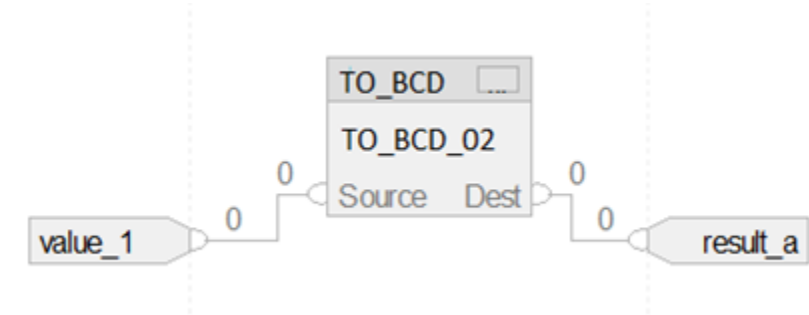 TO_BCD ...
TO_BCD_02
0 0
Source Dest
0 0
value_1 result_a